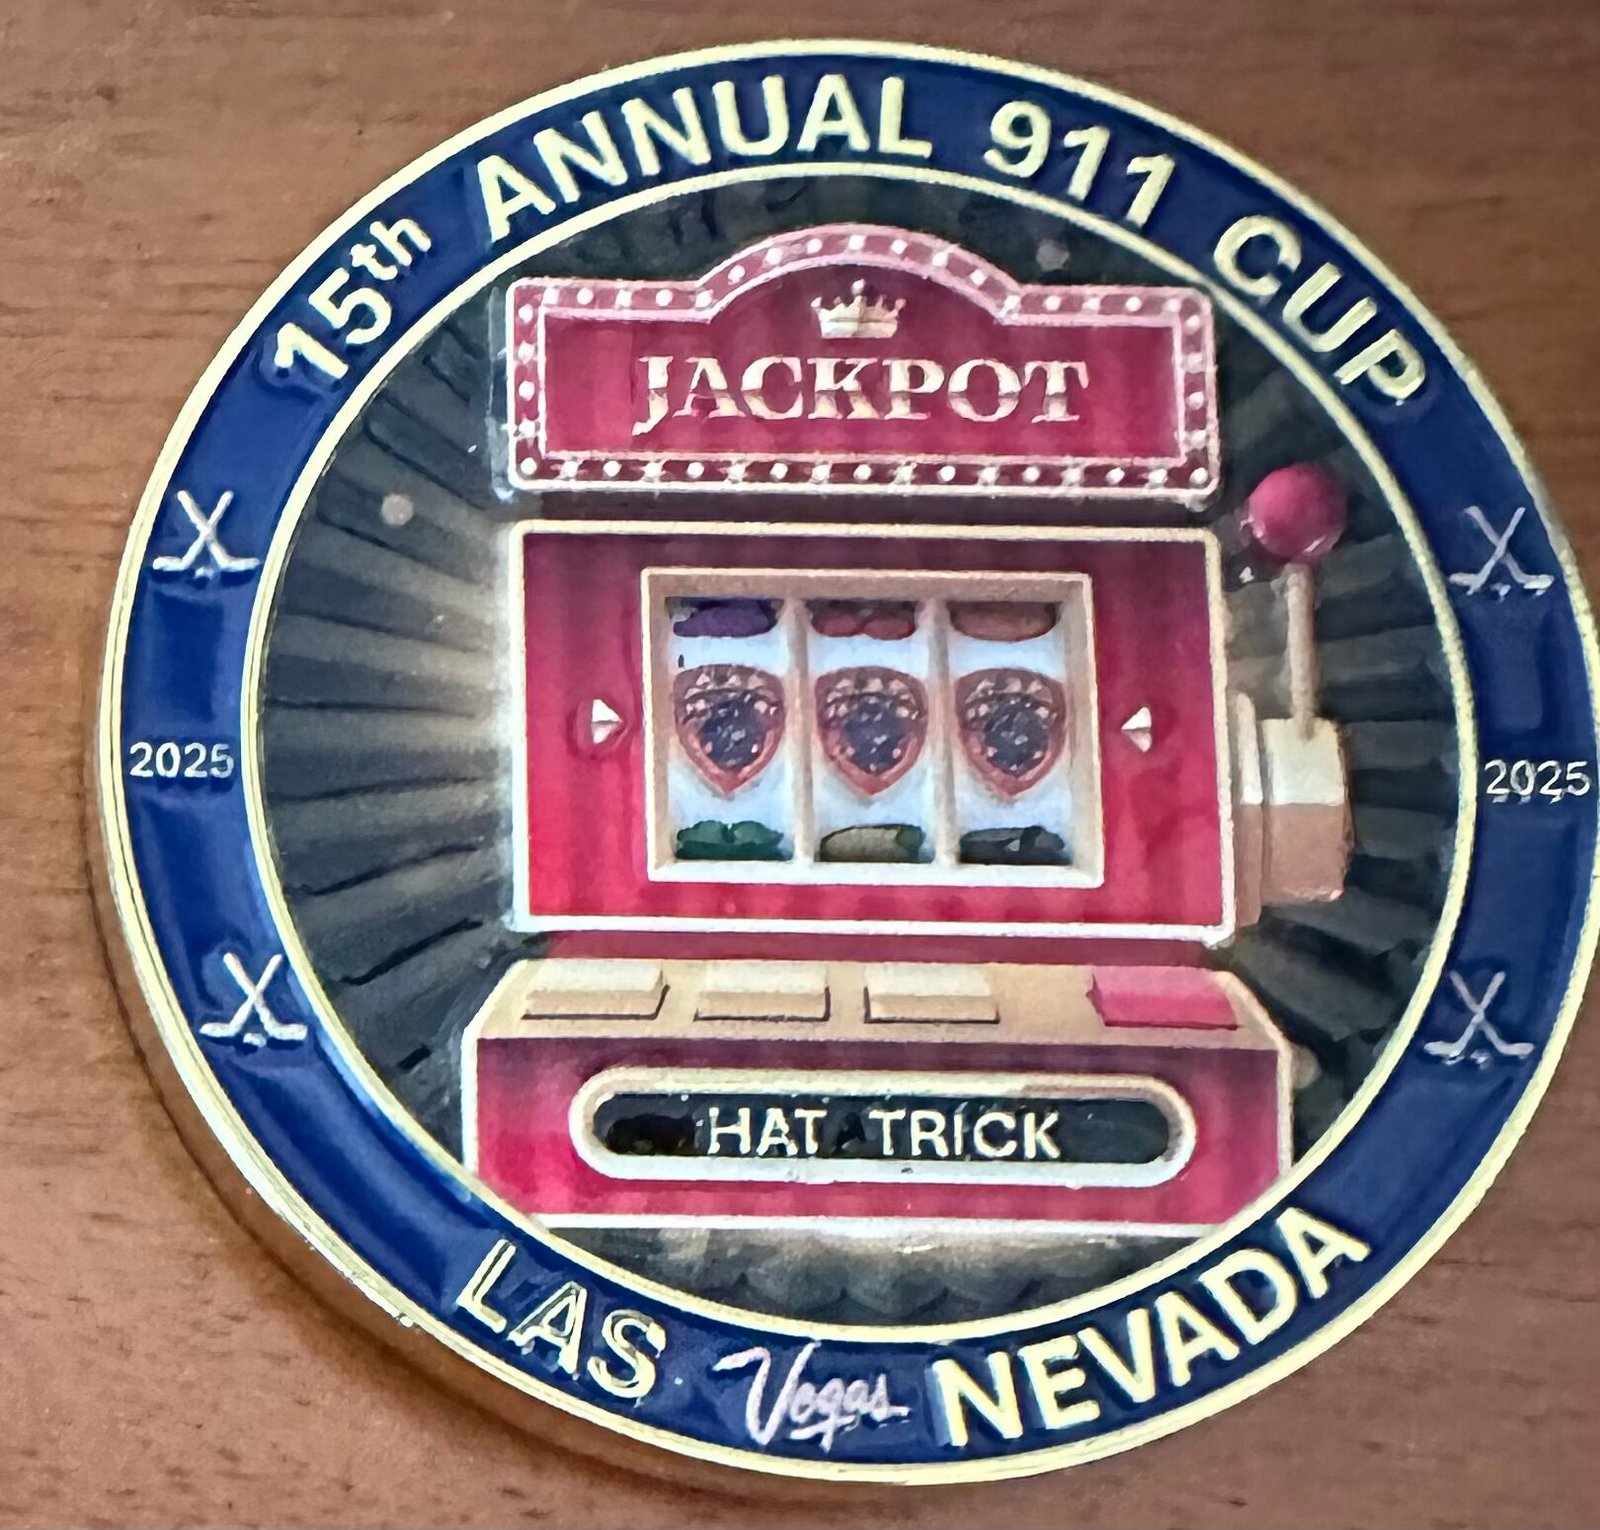 15th ANNUAL 911 CUP
JACKPOT
2025
2025
HAT TRICK
LAS Vegas NEVADA